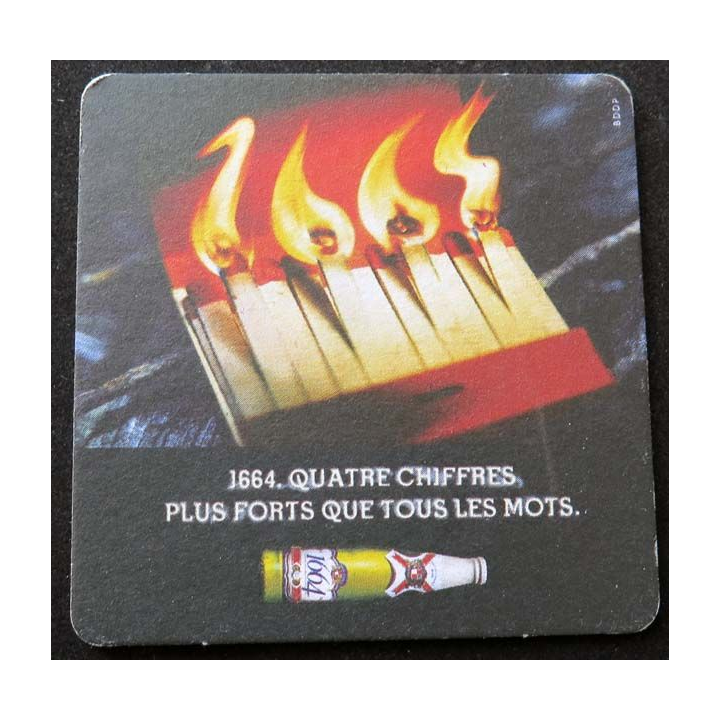 BDDP
1664. QUATRE CHIFFRES
PLUS FORTS QUE TOUS LES MOTS.
1664